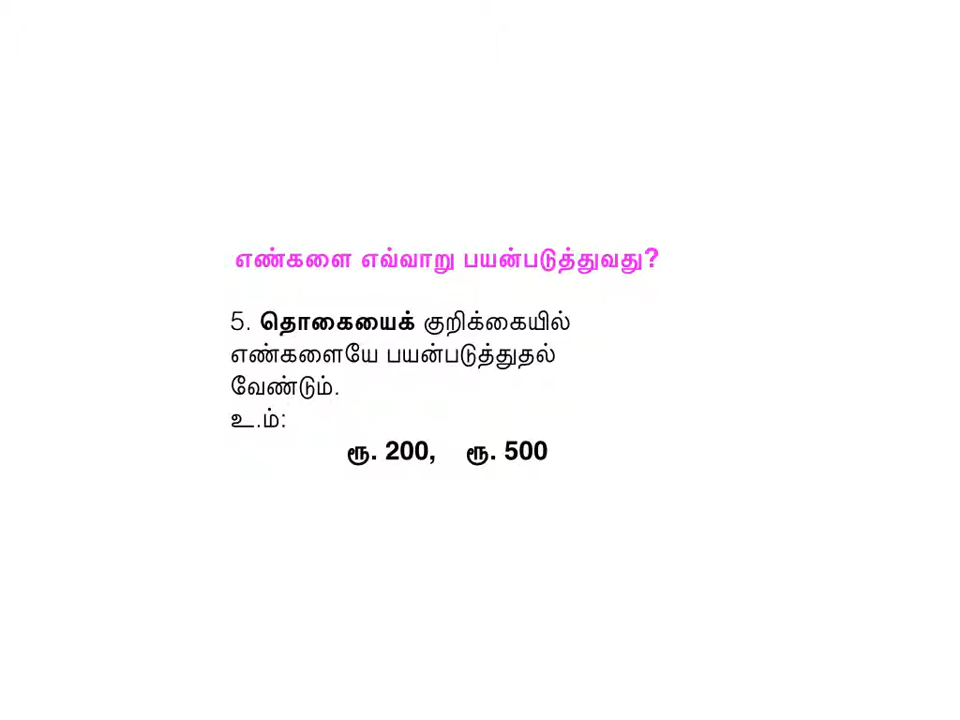 எண்களை எவ்வாறு பயன்படுத்துவது?
5. தொகையைக் குறிக்கையில்
எண்களையே பயன்படுத்துதல்
வேண்டும்.
உ.ம்:
ரூ. 200, ரூ. 500